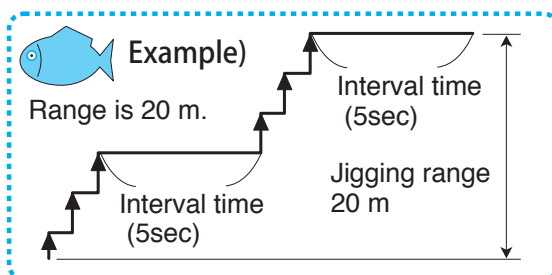 Example)
Range is 20 m.
Interval time
(5sec)
Interval time
(5sec)
Jigging range
20 m